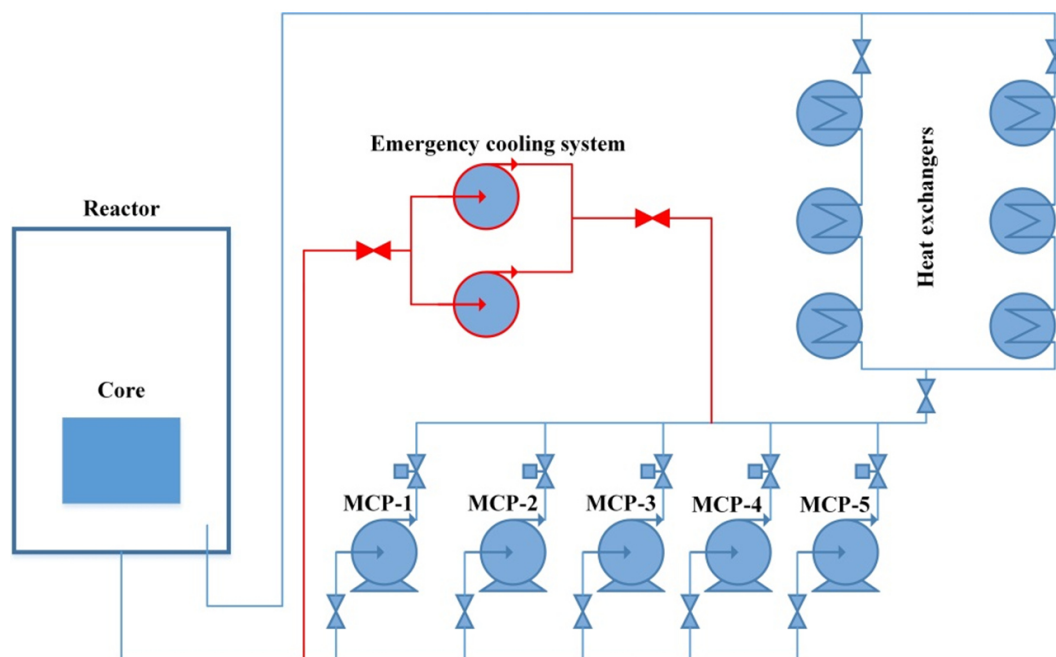 Emergency cooling system
Reactor
Heat exchangers
Core
MCP-1
MCP-2
MCP-3
MCP-4
MCP-5